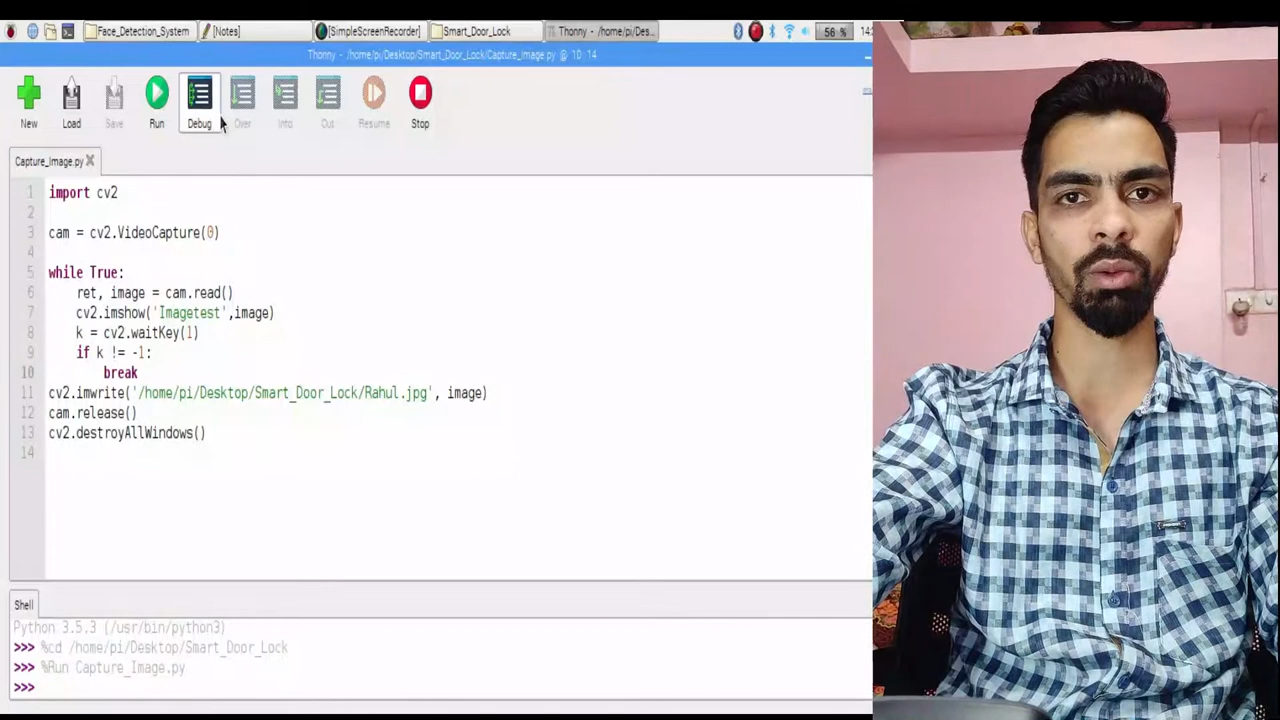 Face_Detection_System
[Notes]
[SimpleScreenRecorder]
Smart_Door_Lock
Thonny - /home/pi/Des...
56 %
Thonny - /home/pi/Desktop/Smart_Door_Lock/Capture_Image.py @ 10:14
New
Load
Save
Run
Debug
Over
Into
Out
Resume
Stop
Capture_Image.py
1 import cv2
2
3 cam = cv2.VideoCapture(0)
4
5 while True:
6 ret, image = cam.read()
7 cv2.imshow('Imagetest',image)
8 k = cv2.waitKey(1)
9 if k != -1:
10 break
11 cv2.imwrite('/home/pi/Desktop/Smart_Door_Lock/Rahul.jpg', image)
12 cam.release()
13 cv2.destroyAllWindows()
14
Shell
Python 3.5.3 (/usr/bin/python3)
>>> %cd /home/pi/Desktop/Smart_Door_Lock
>>> %Run Capture_Image.py
>>>